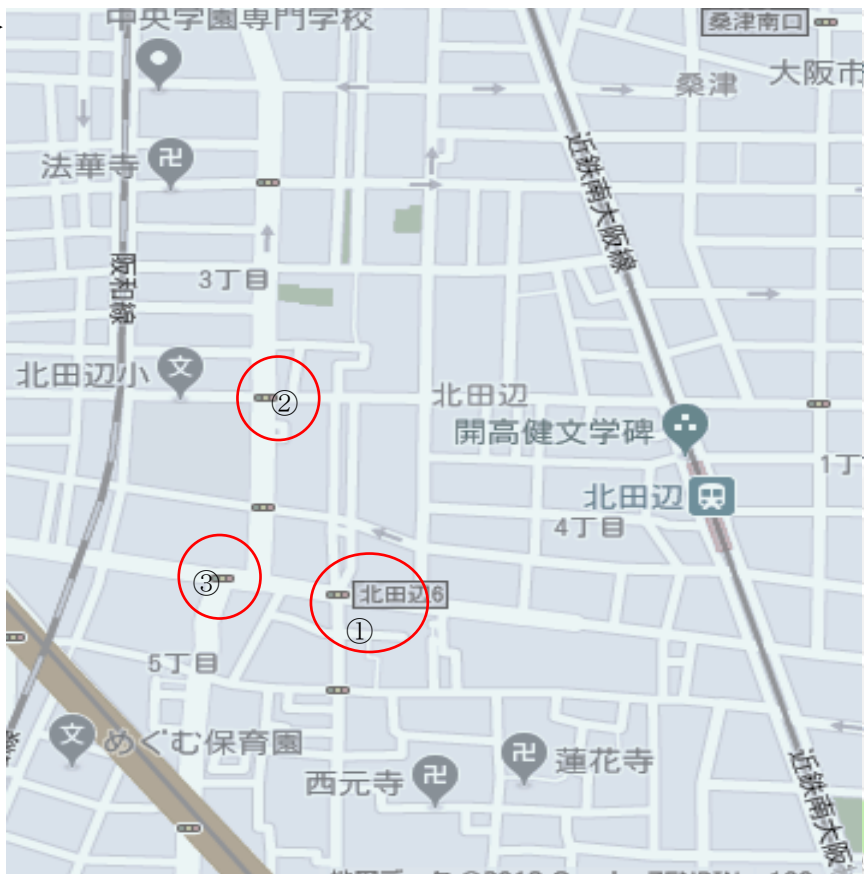 中央学園専門学校
桑津南口
大阪市
桑津
法華寺
近鉄南大阪線
阪和線
3丁目
北田辺小
②
北田辺
開高健文学碑
1丁
北田辺
4丁目
③
北田辺6
①
5丁目
めぐむ保育園
西元寺
蓮花寺
近鉄南大阪